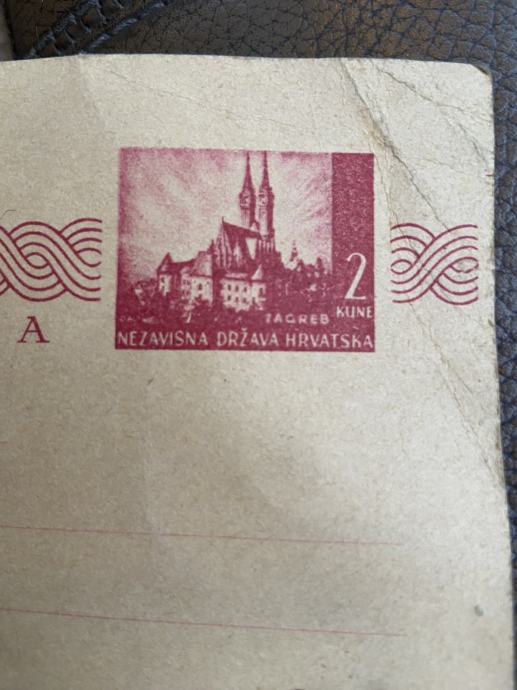 2
KUNE
ZAGREB
NEZAVISNA DRŽAVA HRVATSKA
A